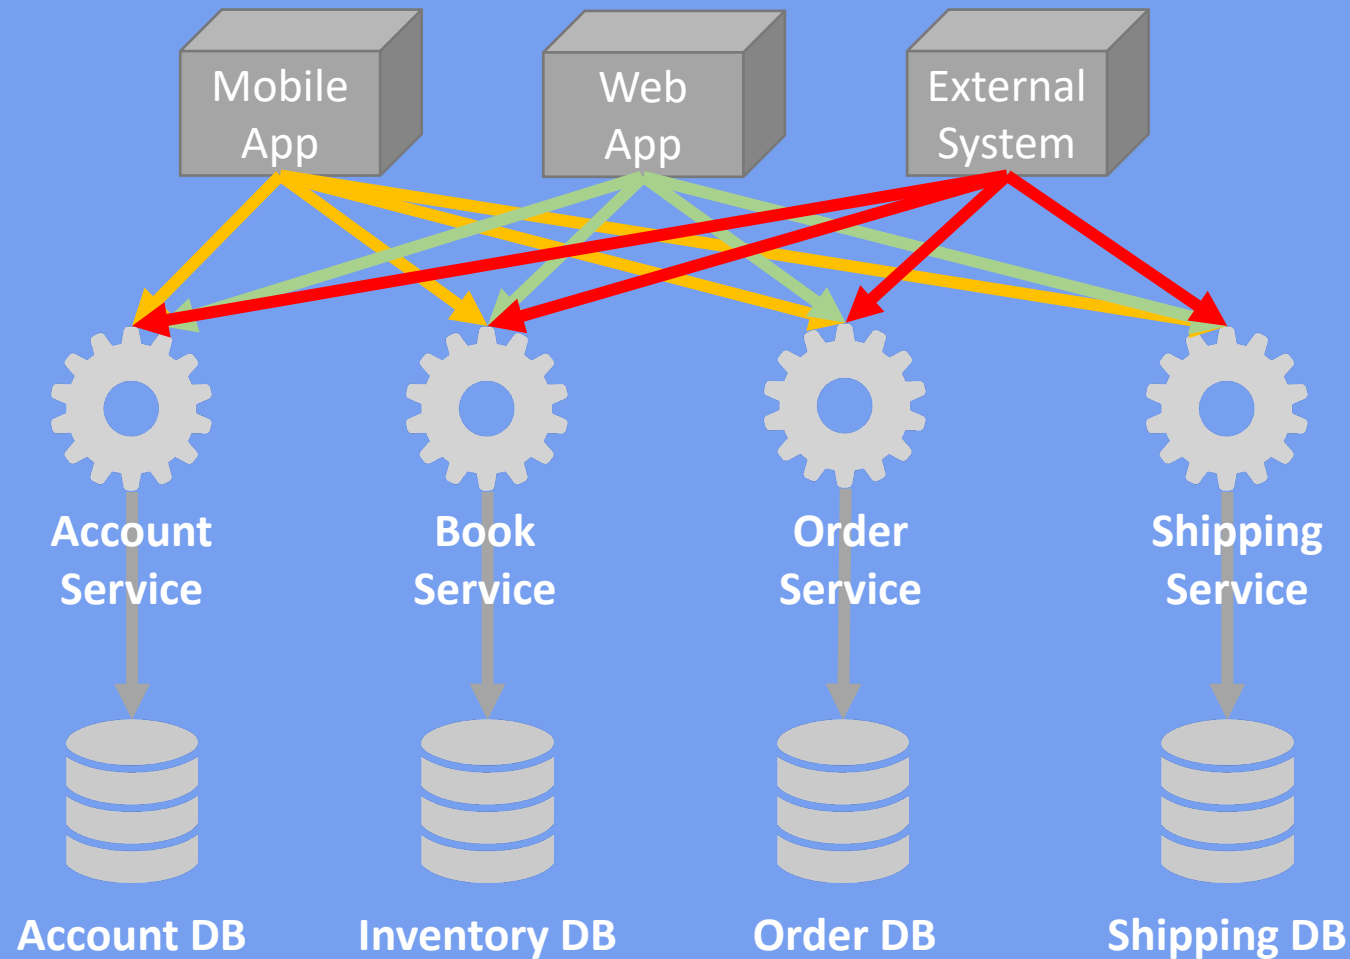 Mobile
App
Web
App
External
System
Account
Service
Book
Service
Order
Service
Shipping
Service
Account DB
Inventory DB
Order DB
Shipping DB